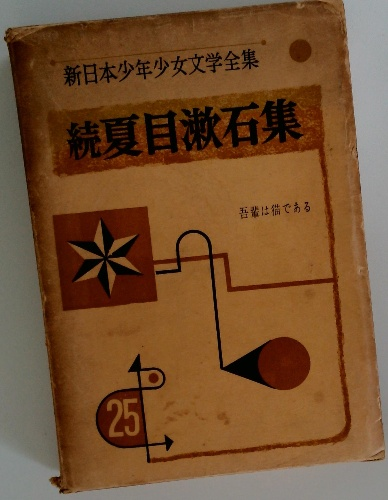 新日本少年少女文学全集
続夏目漱石集
吾輩は猫である
25